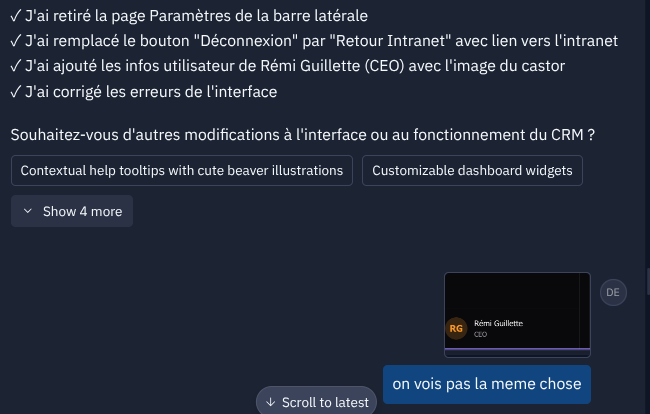 ✓ J'ai retiré la page Paramètres de la barre latérale
✓ J'ai remplacé le bouton "Déconnexion" par "Retour Intranet" avec lien vers l'intranet
✓ J'ai ajouté les infos utilisateur de Rémi Guillette (CEO) avec l'image du castor
✓ J'ai corrigé les erreurs de l'interface
Souhaitez-vous d'autres modifications à l'interface ou au fonctionnement du CRM ?
Contextual help tooltips with cute beaver illustrations
Customizable dashboard widgets
Show 4 more
DE
RG
Rémi Guillette
CEO
on vois pas la meme chose
Scroll to latest